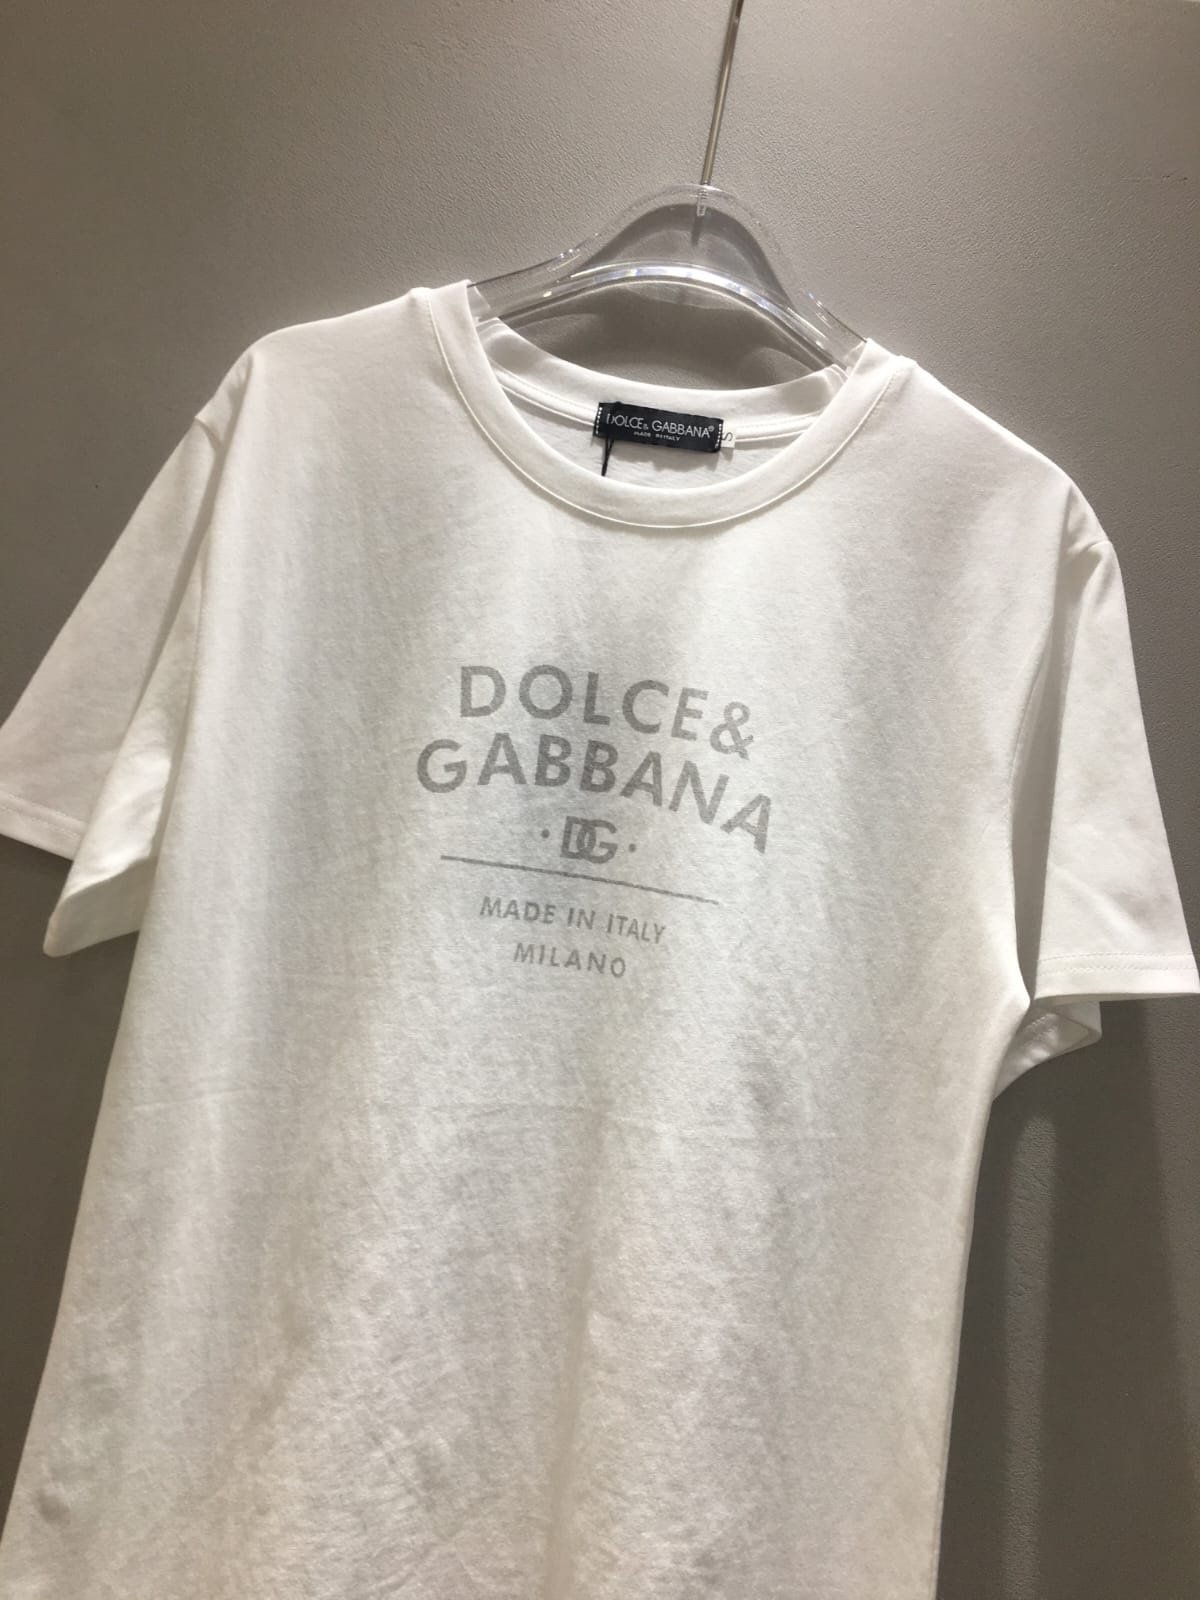 DOLCE & GABBANA®
MADE IN ITALY
S
DOLCE &
GABBANA
· DG ·
MADE IN ITALY
MILANO